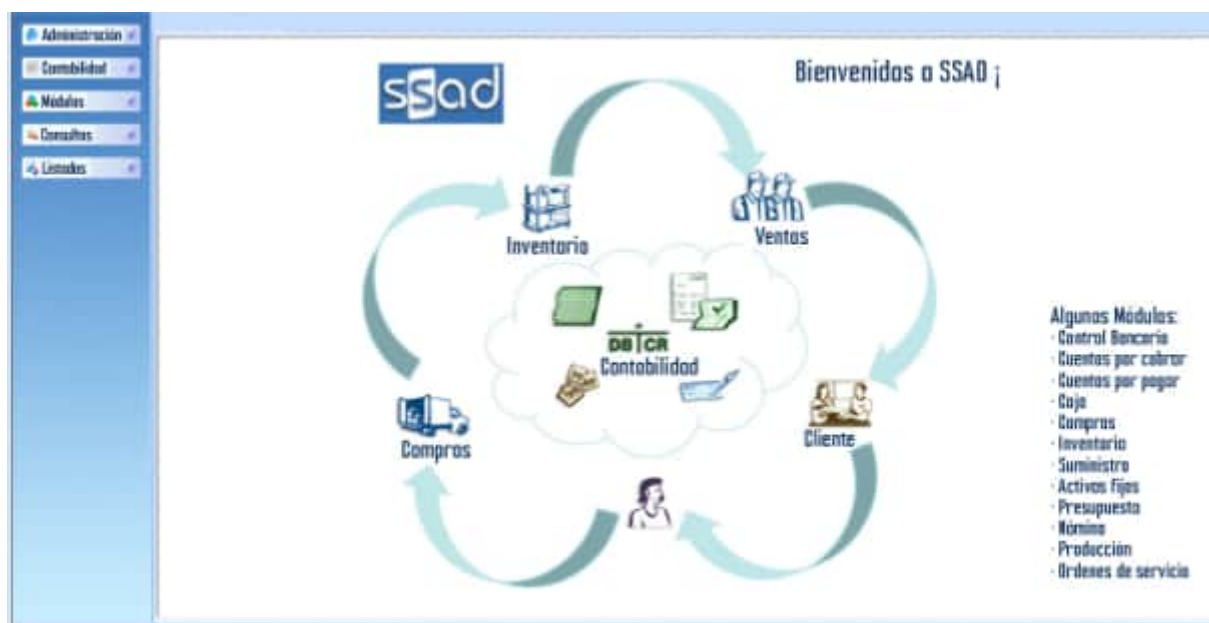 Administración
Contabilidad
Módulos
Consultas
Listados
ssad
Bienvenidos a SSAD ¡
Inventario
Ventas
DB CR
Contabilidad
Compras
Cliente
Algunos Módulos:
· Control Bancario
· Cuentas por cobrar
· Cuentas por pagar
· Caja
· Compras
· Inventario
· Suministro
· Activos Fijos
· Presupuesto
· Nómina
· Producción
· Ordenes de servicio